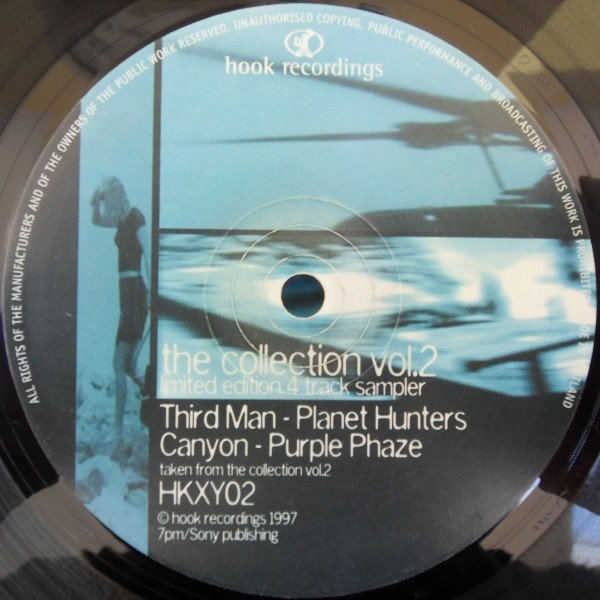 ALL RIGHTS OF THE MANUFACTURERS AND OF THE OWNERS OF THE PUBLIC WORK RESERVED. UNAUTHORISED COPYING, PUBLIC PERFORMANCE AND BROADCASTING OF THIS WORK IS
hook recordings
the collection vol.2
limited edition 4 track sampler
Third Man - Planet Hunters
Canyon - Purple Phaze
taken from the collection vol.2
HKXY02
© hook recordings 1997
7pm/Sony publishing